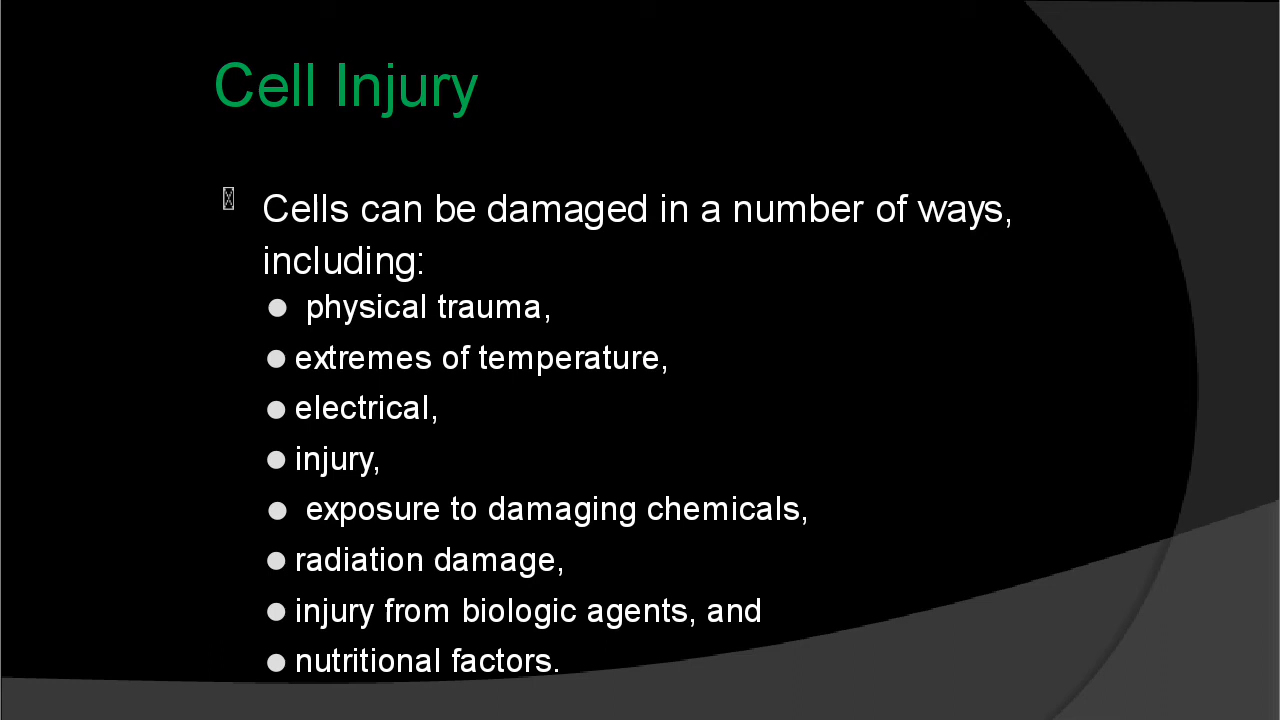 Cell Injury
Cells can be damaged in a number of ways,
including:
● physical trauma,
● extremes of temperature,
● electrical,
● injury,
● exposure to damaging chemicals,
● radiation damage,
● injury from biologic agents, and
● nutritional factors.